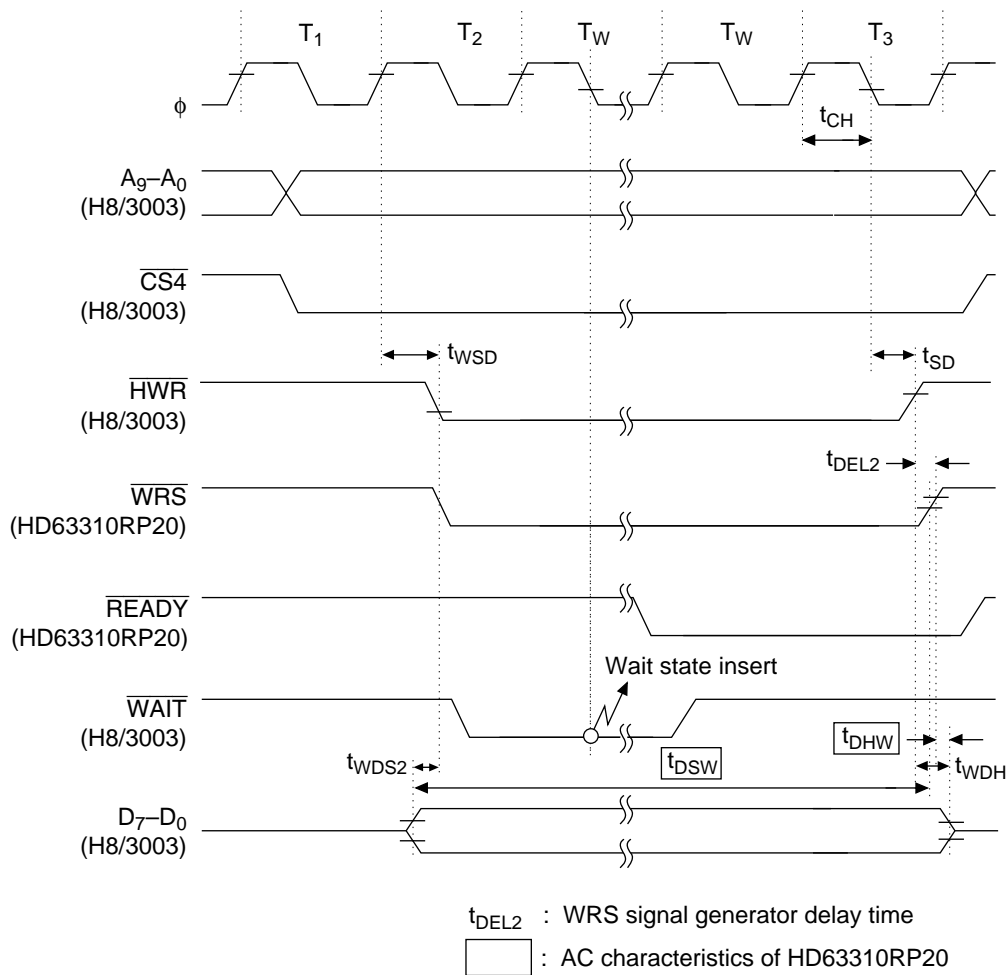 T1 T2 TW TW T3
ϕ
tCH
A9–A0
(H8/3003)
CS4
(H8/3003)
tWSD
tSD
HWR
(H8/3003)
tDEL2
WRS
(HD63310RP20)
READY
(HD63310RP20)
Wait state insert
WAIT
(H8/3003)
tDHW
tWDS2
tDSW
tWDH
D7–D0
(H8/3003)
tDEL2 : WRS signal generator delay time
: AC characteristics of HD63310RP20